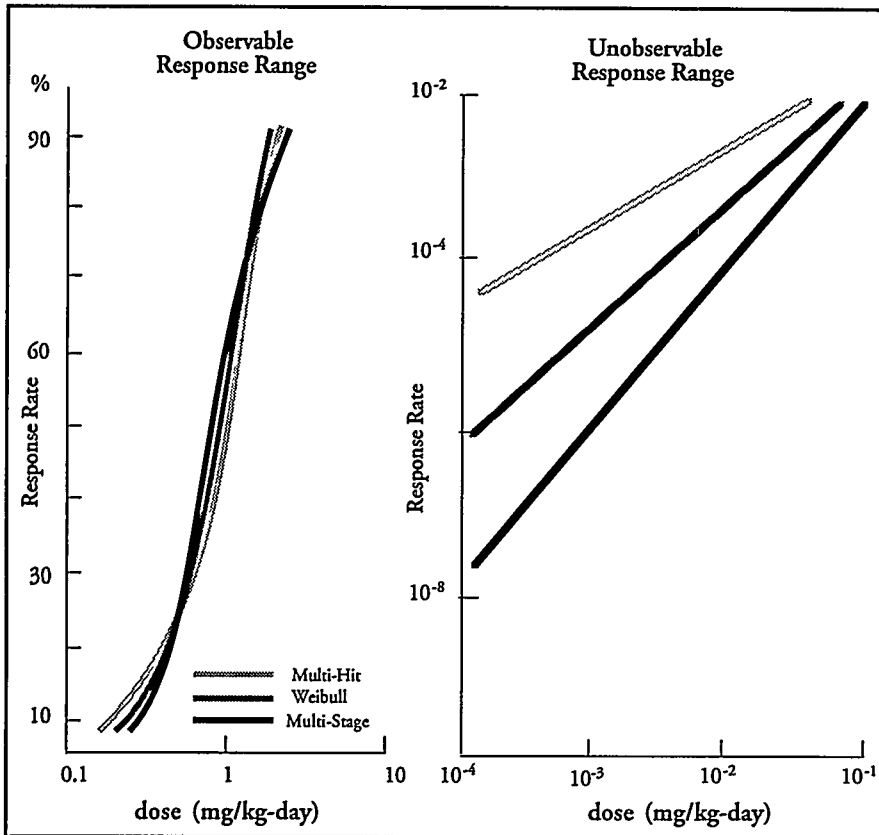 Observable
Response Range
%
90
60
30
10
Response Rate
Multi-Hit
Weibull
Multi-Stage
0.1
1
10
dose (mg/kg-day)
Unobservable
Response Range
10-2
10-4
10-8
Response Rate
10-4
10-3
10-2
10-1
dose (mg/kg-day)